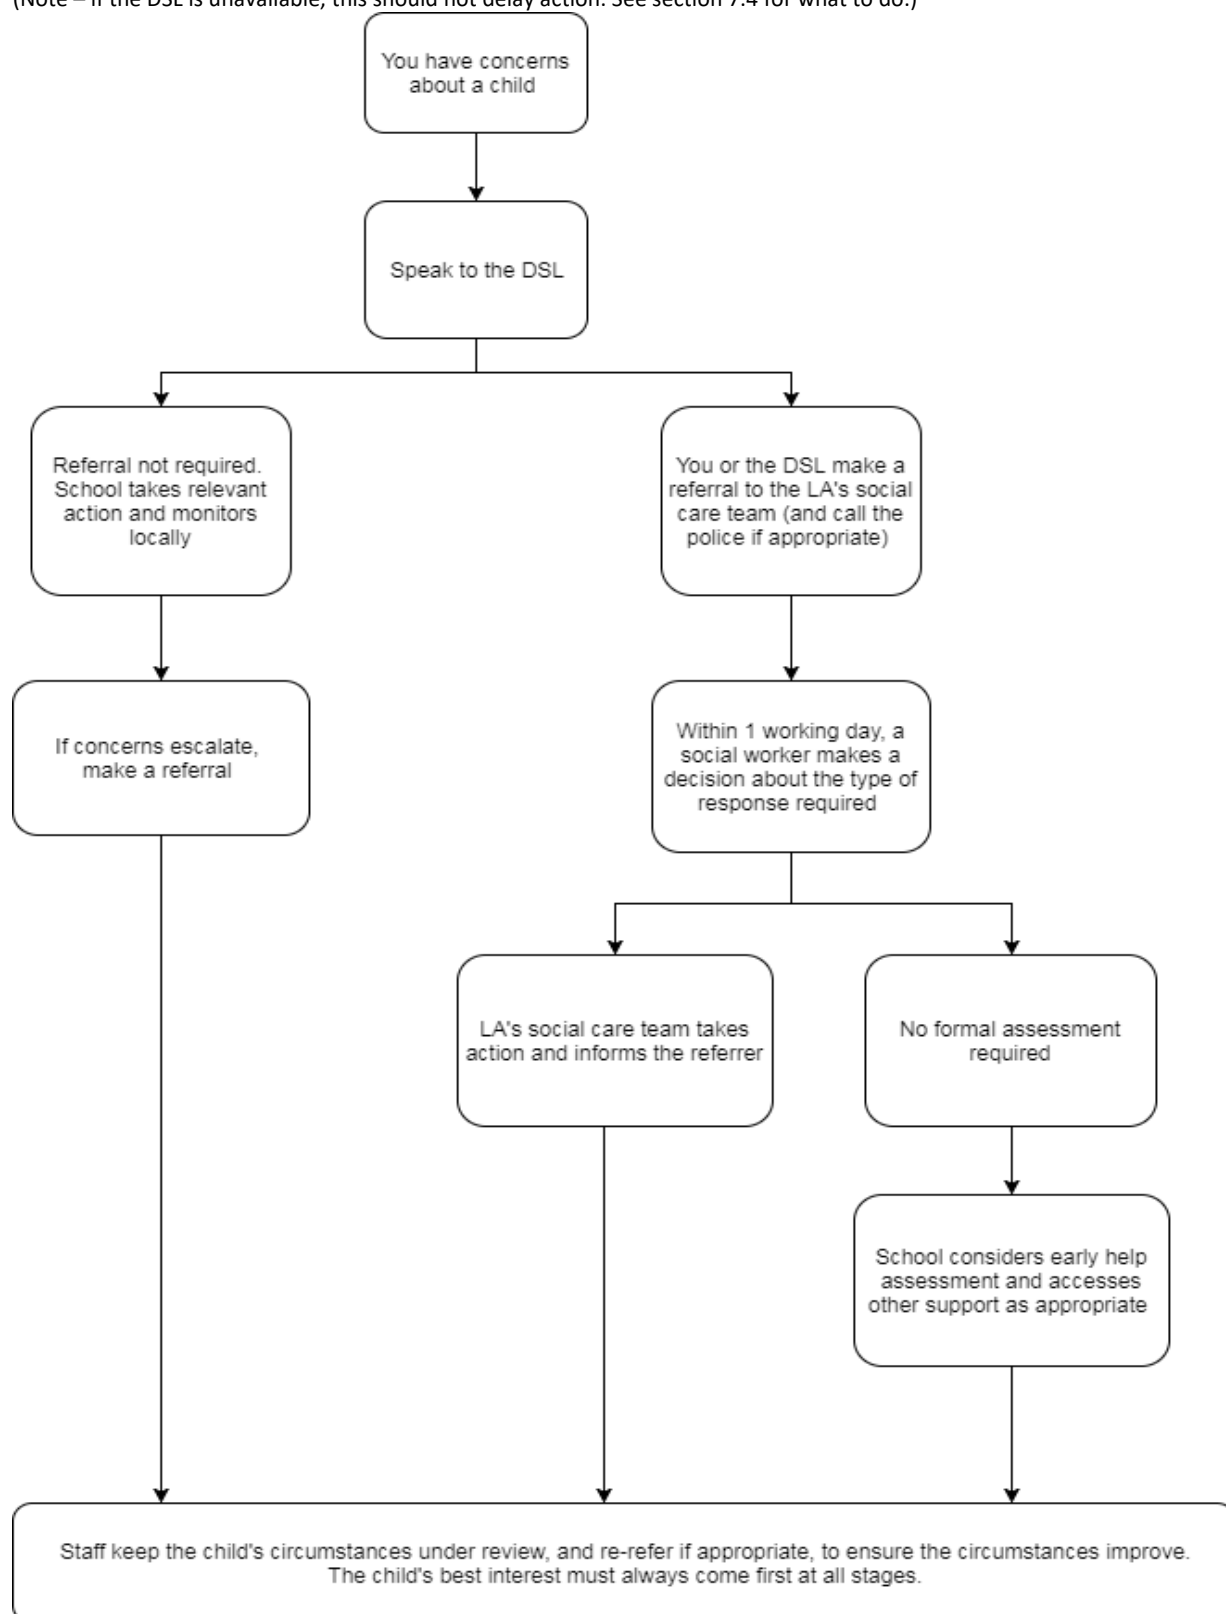 (Note – if the DSL is unavailable, this should not delay action. See section 7.4 for what to do.)
You have concerns
about a child
Speak to the DSL
Referral not required.
School takes relevant
action and monitors
locally
You or the DSL make a
referral to the LA's social
care team (and call the
police if appropriate)
If concerns escalate,
make a referral
Within 1 working day, a
social worker makes a
decision about the type of
response required
LA's social care team takes
action and informs the referrer
No formal assessment
required
School considers early help
assessment and accesses
other support as appropriate
Staff keep the child's circumstances under review, and re-refer if appropriate, to ensure the circumstances improve.
The child's best interest must always come first at all stages.